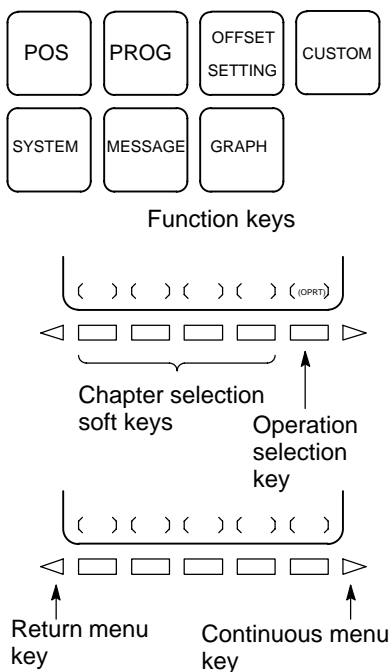 POS PROG OFFSET SETTING CUSTOM
SYSTEM MESSAGE GRAPH
Function keys
( ) ( ) ( ) ( ) ( (OPRT) )
Chapter selection
soft keys
Operation
selection
key
( ) ( ) ( ) ( ) ( )
Return menu
key
Continuous menu
key